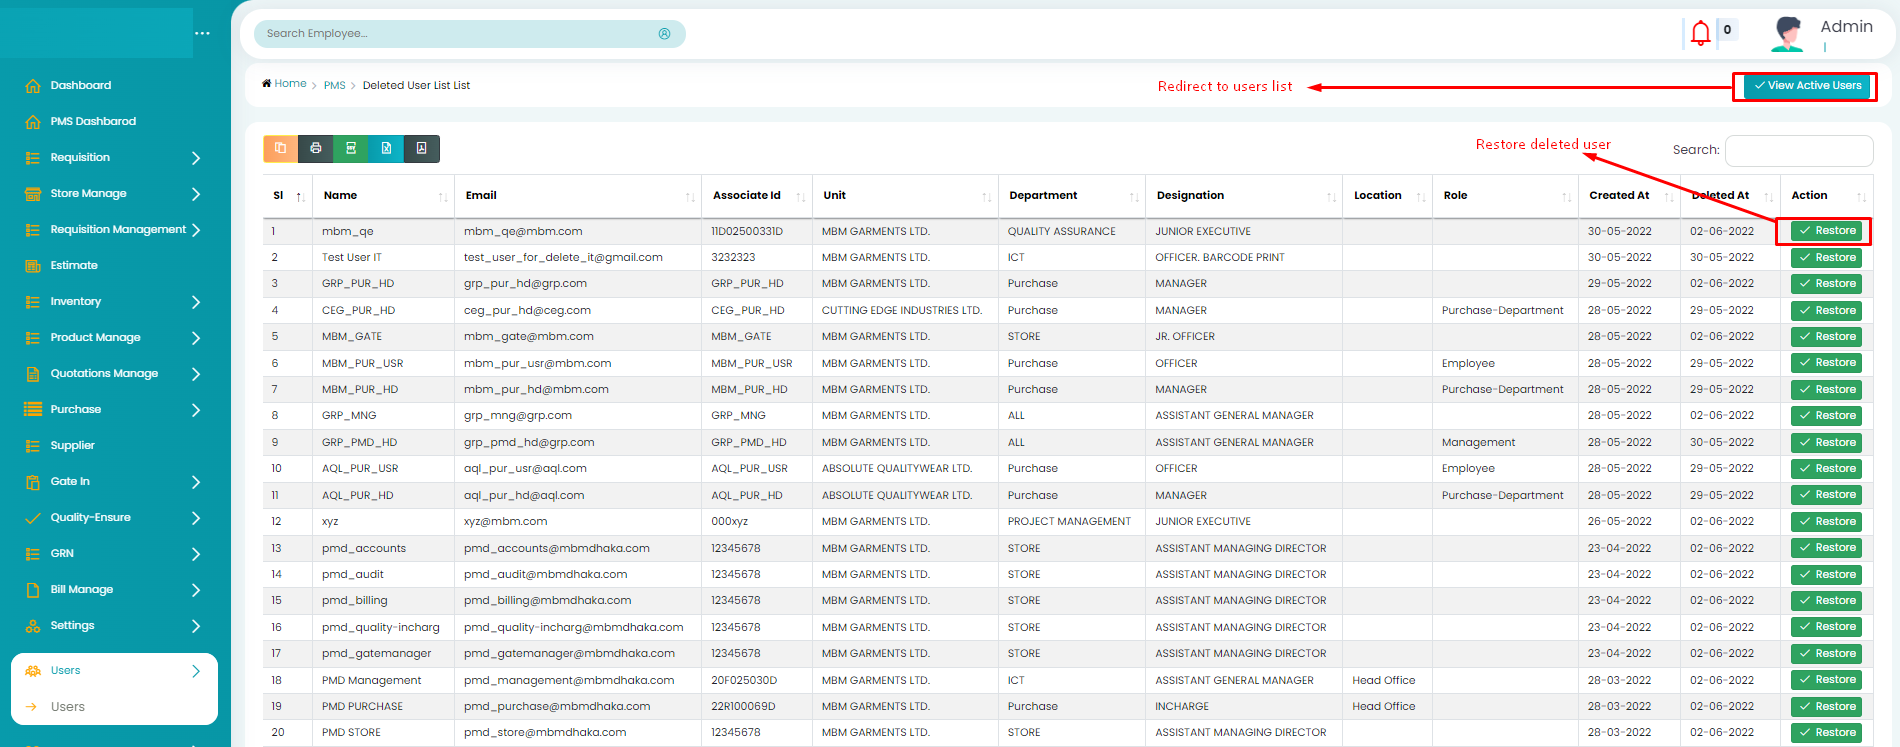 ...
Search Employee...
0
Admin
Home > PMS > Deleted User List List
Redirect to users list
View Active Users
Dashboard
PMS Dashbarod
Requisition
Store Manage
Requisition Management
Estimate
Inventory
Product Manage
Quotations Manage
Purchase
Supplier
Gate In
Quality-Ensure
GRN
Bill Manage
Settings
Users
Users
Restore deleted user
Search:
Sl Name Email Associate Id Unit Department Designation Location Role Created At Deleted At Action
1 mbm_qe mbm_qe@mbm.com 11D02500331D MBM GARMENTS LTD. QUALITY ASSURANCE JUNIOR EXECUTIVE 30-05-2022 02-06-2022 Restore
2 Test User IT test_user_for_delete_it@gmail.com 3232323 MBM GARMENTS LTD. ICT OFFICER. BARCODE PRINT 30-05-2022 30-05-2022 Restore
3 GRP_PUR_HD grp_pur_hd@grp.com GRP_PUR_HD MBM GARMENTS LTD. Purchase MANAGER 29-05-2022 02-06-2022 Restore
4 CEG_PUR_HD ceg_pur_hd@ceg.com CEG_PUR_HD CUTTING EDGE INDUSTRIES LTD. Purchase MANAGER Purchase-Department 28-05-2022 29-05-2022 Restore
5 MBM_GATE mbm_gate@mbm.com MBM_GATE MBM GARMENTS LTD. STORE JR. OFFICER 28-05-2022 02-06-2022 Restore
6 MBM_PUR_USR mbm_pur_usr@mbm.com MBM_PUR_USR MBM GARMENTS LTD. Purchase OFFICER Employee 28-05-2022 29-05-2022 Restore
7 MBM_PUR_HD mbm_pur_hd@mbm.com MBM_PUR_HD MBM GARMENTS LTD. Purchase MANAGER Purchase-Department 28-05-2022 29-05-2022 Restore
8 GRP_MNG grp_mng@grp.com GRP_MNG MBM GARMENTS LTD. ALL ASSISTANT GENERAL MANAGER 28-05-2022 02-06-2022 Restore
9 GRP_PMD_HD grp_pmd_hd@grp.com GRP_PMD_HD MBM GARMENTS LTD. ALL ASSISTANT GENERAL MANAGER Management 28-05-2022 30-05-2022 Restore
10 AQL_PUR_USR aql_pur_usr@aql.com AQL_PUR_USR ABSOLUTE QUALITYWEAR LTD. Purchase OFFICER Employee 28-05-2022 29-05-2022 Restore
11 AQL_PUR_HD aql_pur_hd@aql.com AQL_PUR_HD ABSOLUTE QUALITYWEAR LTD. Purchase MANAGER Purchase-Department 28-05-2022 29-05-2022 Restore
12 xyz xyz@mbm.com 000xyz MBM GARMENTS LTD. PROJECT MANAGEMENT JUNIOR EXECUTIVE 26-05-2022 02-06-2022 Restore
13 pmd_accounts pmd_accounts@mbmdhaka.com 12345678 MBM GARMENTS LTD. STORE ASSISTANT MANAGING DIRECTOR 23-04-2022 02-06-2022 Restore
14 pmd_audit pmd_audit@mbmdhaka.com 12345678 MBM GARMENTS LTD. STORE ASSISTANT MANAGING DIRECTOR 23-04-2022 02-06-2022 Restore
15 pmd_billing pmd_billing@mbmdhaka.com 12345678 MBM GARMENTS LTD. STORE ASSISTANT MANAGING DIRECTOR 23-04-2022 02-06-2022 Restore
16 pmd_quality-incharg pmd_quality-incharg@mbmdhaka.com 12345678 MBM GARMENTS LTD. STORE ASSISTANT MANAGING DIRECTOR 23-04-2022 02-06-2022 Restore
17 pmd_gatemanager pmd_gatemanager@mbmdhaka.com 12345678 MBM GARMENTS LTD. STORE ASSISTANT MANAGING DIRECTOR 23-04-2022 02-06-2022 Restore
18 PMD Management pmd_management@mbmdhaka.com 20F025030D MBM GARMENTS LTD. ICT ASSISTANT GENERAL MANAGER Head Office 28-03-2022 02-06-2022 Restore
19 PMD PURCHASE pmd_purchase@mbmdhaka.com 22R100069D MBM GARMENTS LTD. Purchase INCHARGE Head Office 28-03-2022 02-06-2022 Restore
20 PMD STORE pmd_store@mbmdhaka.com 12345678 MBM GARMENTS LTD. STORE ASSISTANT MANAGING DIRECTOR 28-03-2022 02-06-2022 Restore